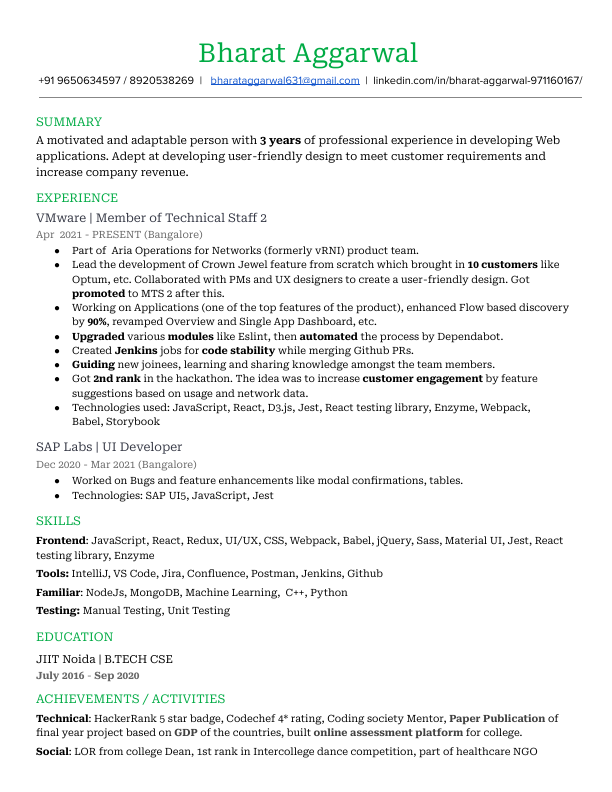 Bharat Aggarwal
+91 9650634597 / 8920538269 | bharataggarwal631@gmail.com | linkedin.com/in/bharat-aggarwal-971160167/
SUMMARY
A motivated and adaptable person with 3 years of professional experience in developing Web
applications. Adept at developing user-friendly design to meet customer requirements and
increase company revenue.
EXPERIENCE
VMware | Member of Technical Staff 2
Apr 2021 - PRESENT (Bangalore)
● Part of Aria Operations for Networks (formerly vRNI) product team.
● Lead the development of Crown Jewel feature from scratch which brought in 10 customers like
Optum, etc. Collaborated with PMs and UX designers to create a user-friendly design. Got
promoted to MTS 2 after this.
● Working on Applications (one of the top features of the product), enhanced Flow based discovery
by 90%, revamped Overview and Single App Dashboard, etc.
● Upgraded various modules like Eslint, then automated the process by Dependabot.
● Created Jenkins jobs for code stability while merging Github PRs.
● Guiding new joinees, learning and sharing knowledge amongst the team members.
● Got 2nd rank in the hackathon. The idea was to increase customer engagement by feature
suggestions based on usage and network data.
● Technologies used: JavaScript, React, D3.js, Jest, React testing library, Enzyme, Webpack,
Babel, Storybook
SAP Labs | UI Developer
Dec 2020 - Mar 2021 (Bangalore)
● Worked on Bugs and feature enhancements like modal confirmations, tables.
● Technologies: SAP UI5, JavaScript, Jest
SKILLS
Frontend: JavaScript, React, Redux, UI/UX, CSS, Webpack, Babel, jQuery, Sass, Material UI, Jest, React
testing library, Enzyme
Tools: IntelliJ, VS Code, Jira, Confluence, Postman, Jenkins, Github
Familiar: NodeJs, MongoDB, Machine Learning, C++, Python
Testing: Manual Testing, Unit Testing
EDUCATION
JIIT Noida | B.TECH CSE
July 2016 - Sep 2020
ACHIEVEMENTS / ACTIVITIES
Technical: HackerRank 5 star badge, Codechef 4* rating, Coding society Mentor, Paper Publication of
final year project based on GDP of the countries, built online assessment platform for college.
Social: LOR from college Dean, 1st rank in Intercollege dance competition, part of healthcare NGO